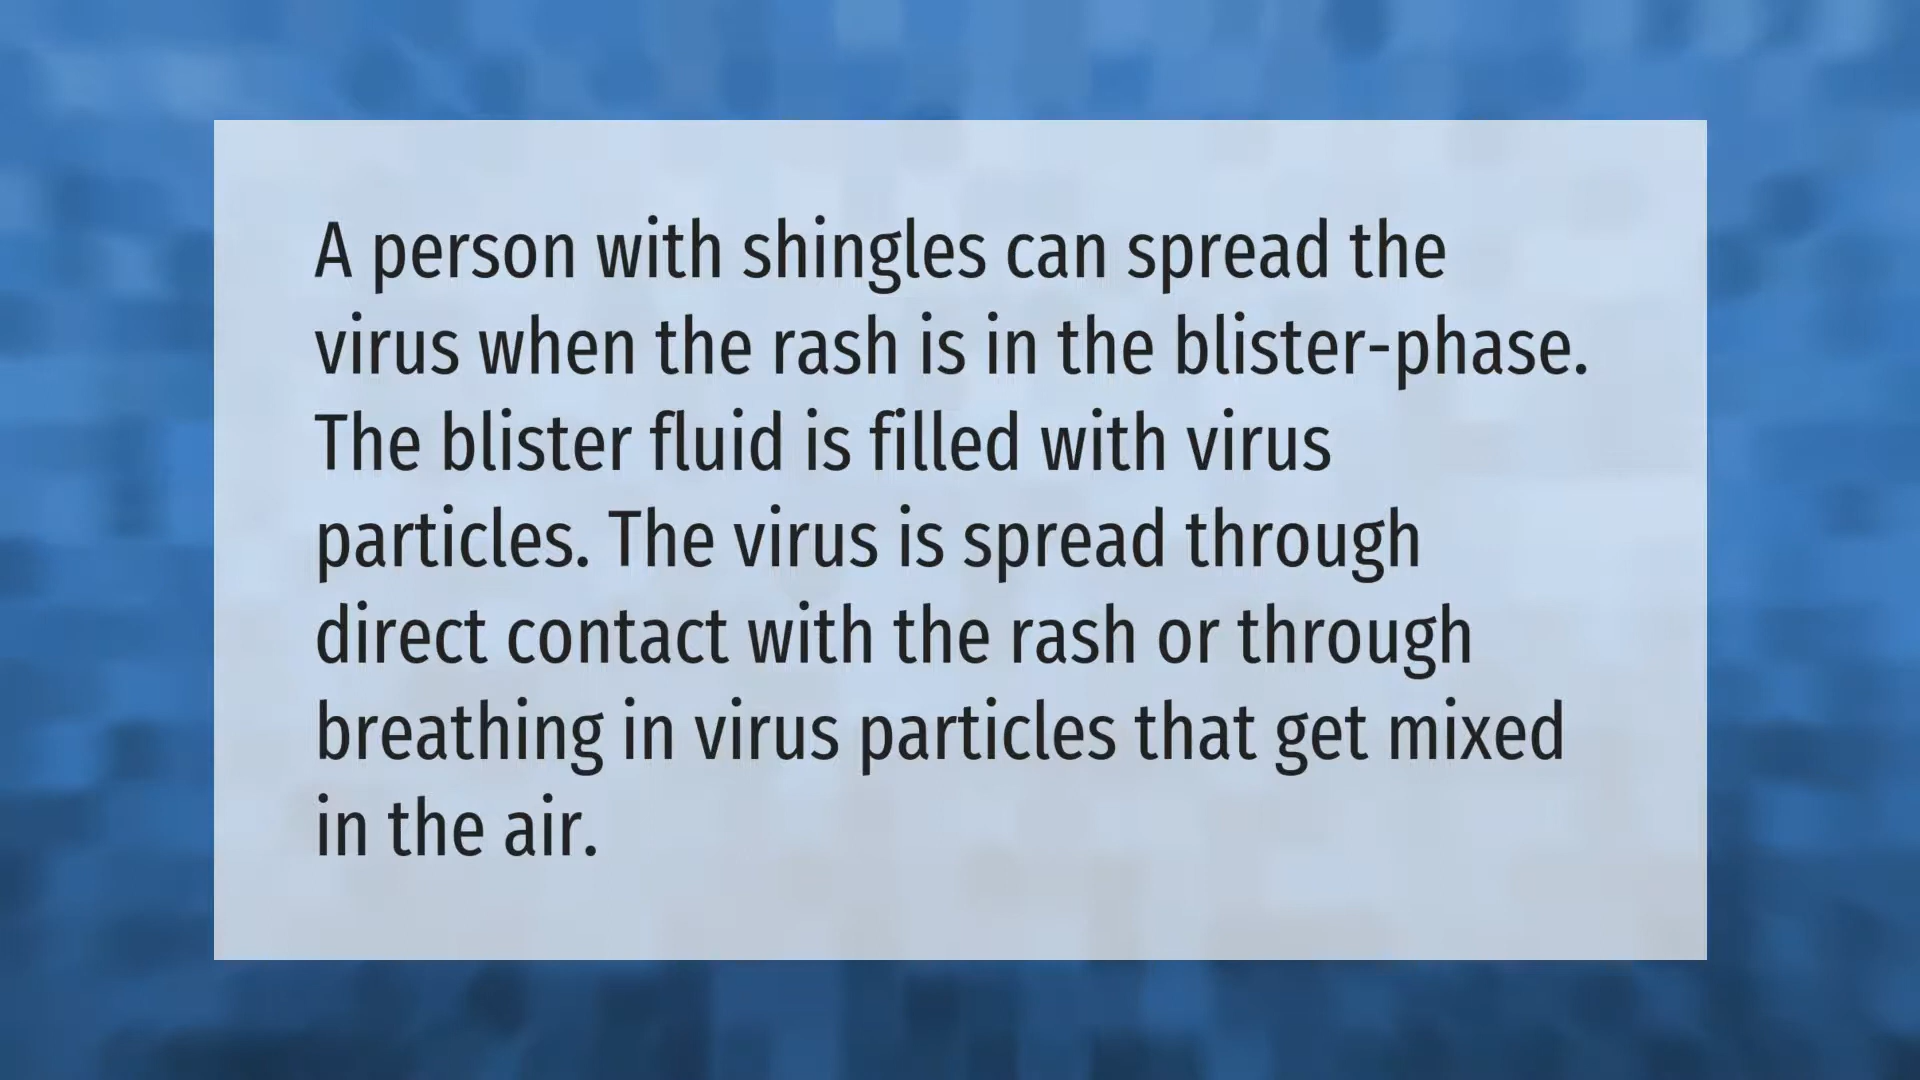 A person with shingles can spread the
virus when the rash is in the blister-phase.
The blister fluid is filled with virus
particles. The virus is spread through
direct contact with the rash or through
breathing in virus particles that get mixed
in the air.